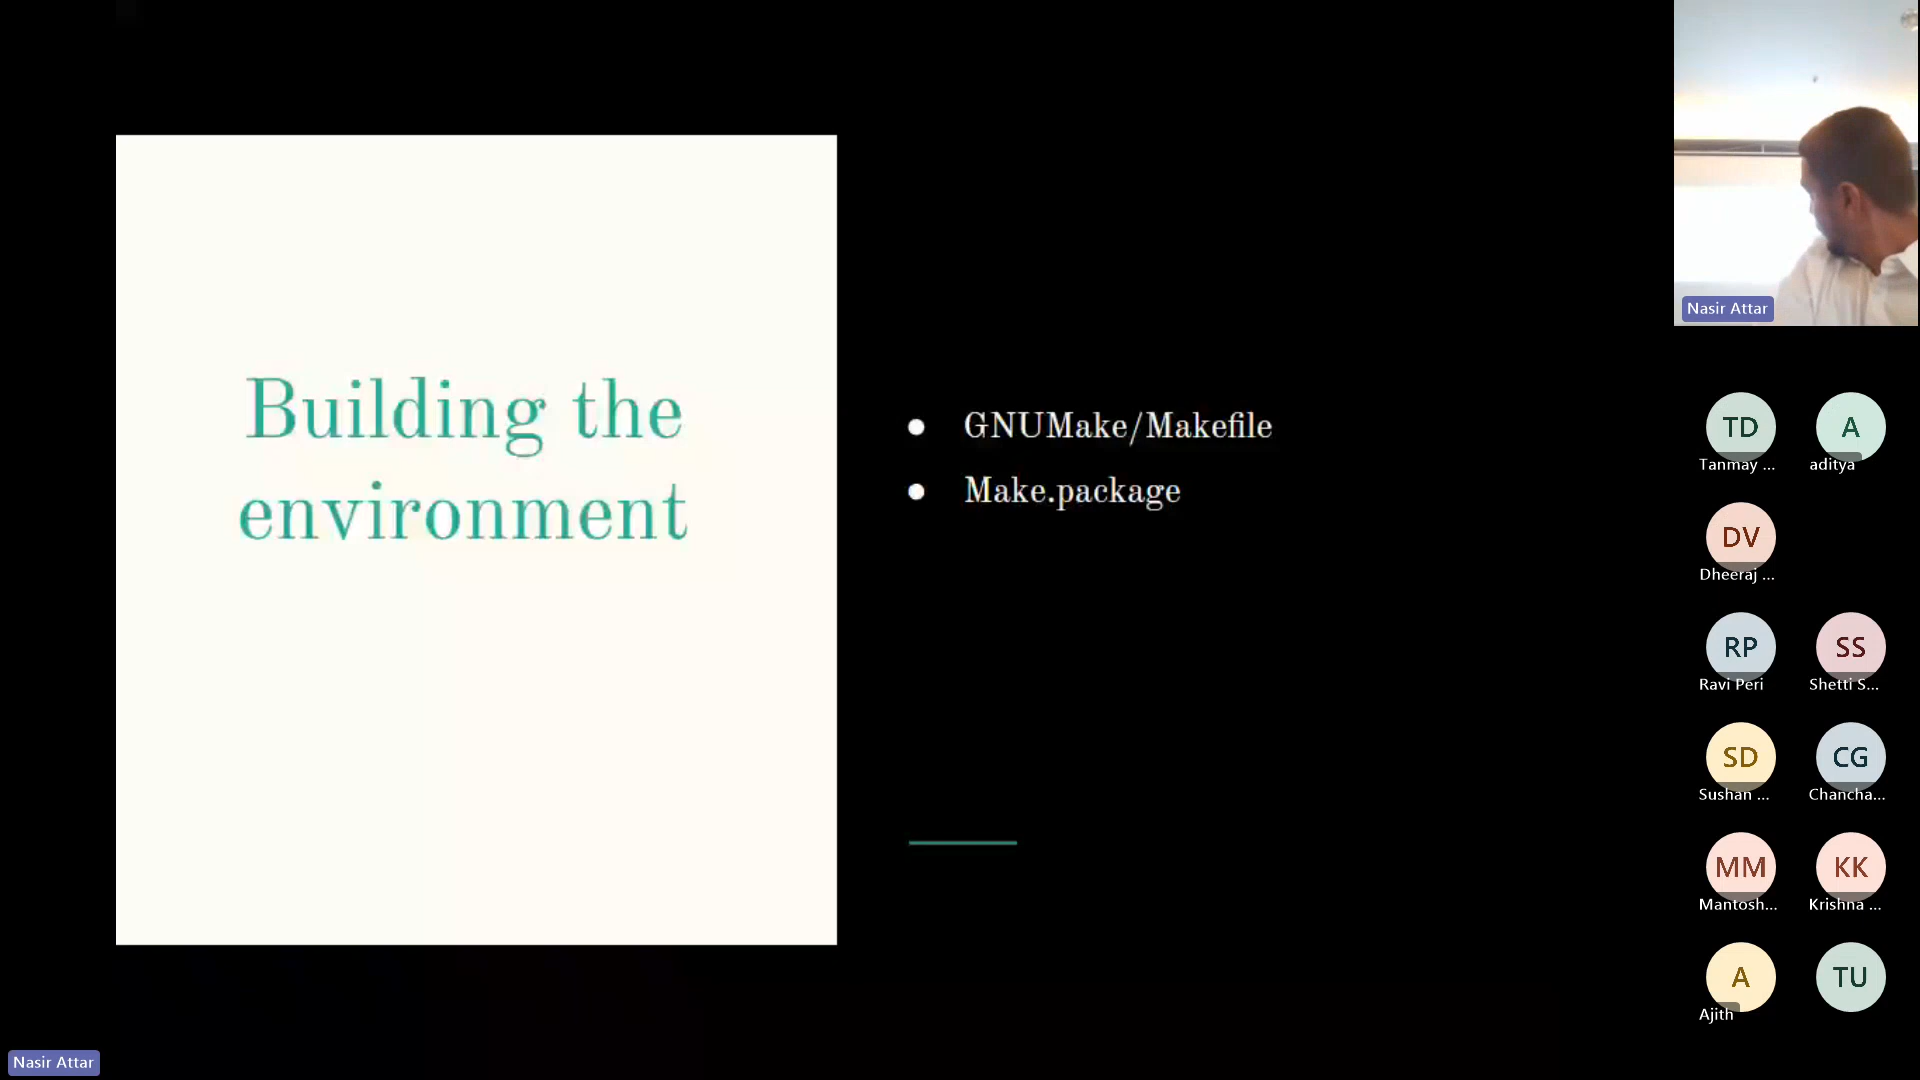 Building the
environment
● GNUMake/Makefile
● Make.package
Nasir Attar
TD
Tanmay ...
A
aditya
DV
Dheeraj ...
RP
Ravi Peri
SS
Shetti S...
SD
Sushan ...
CG
Chancha...
MM
Mantosh...
KK
Krishna ...
A
Ajith
TU
Nasir Attar